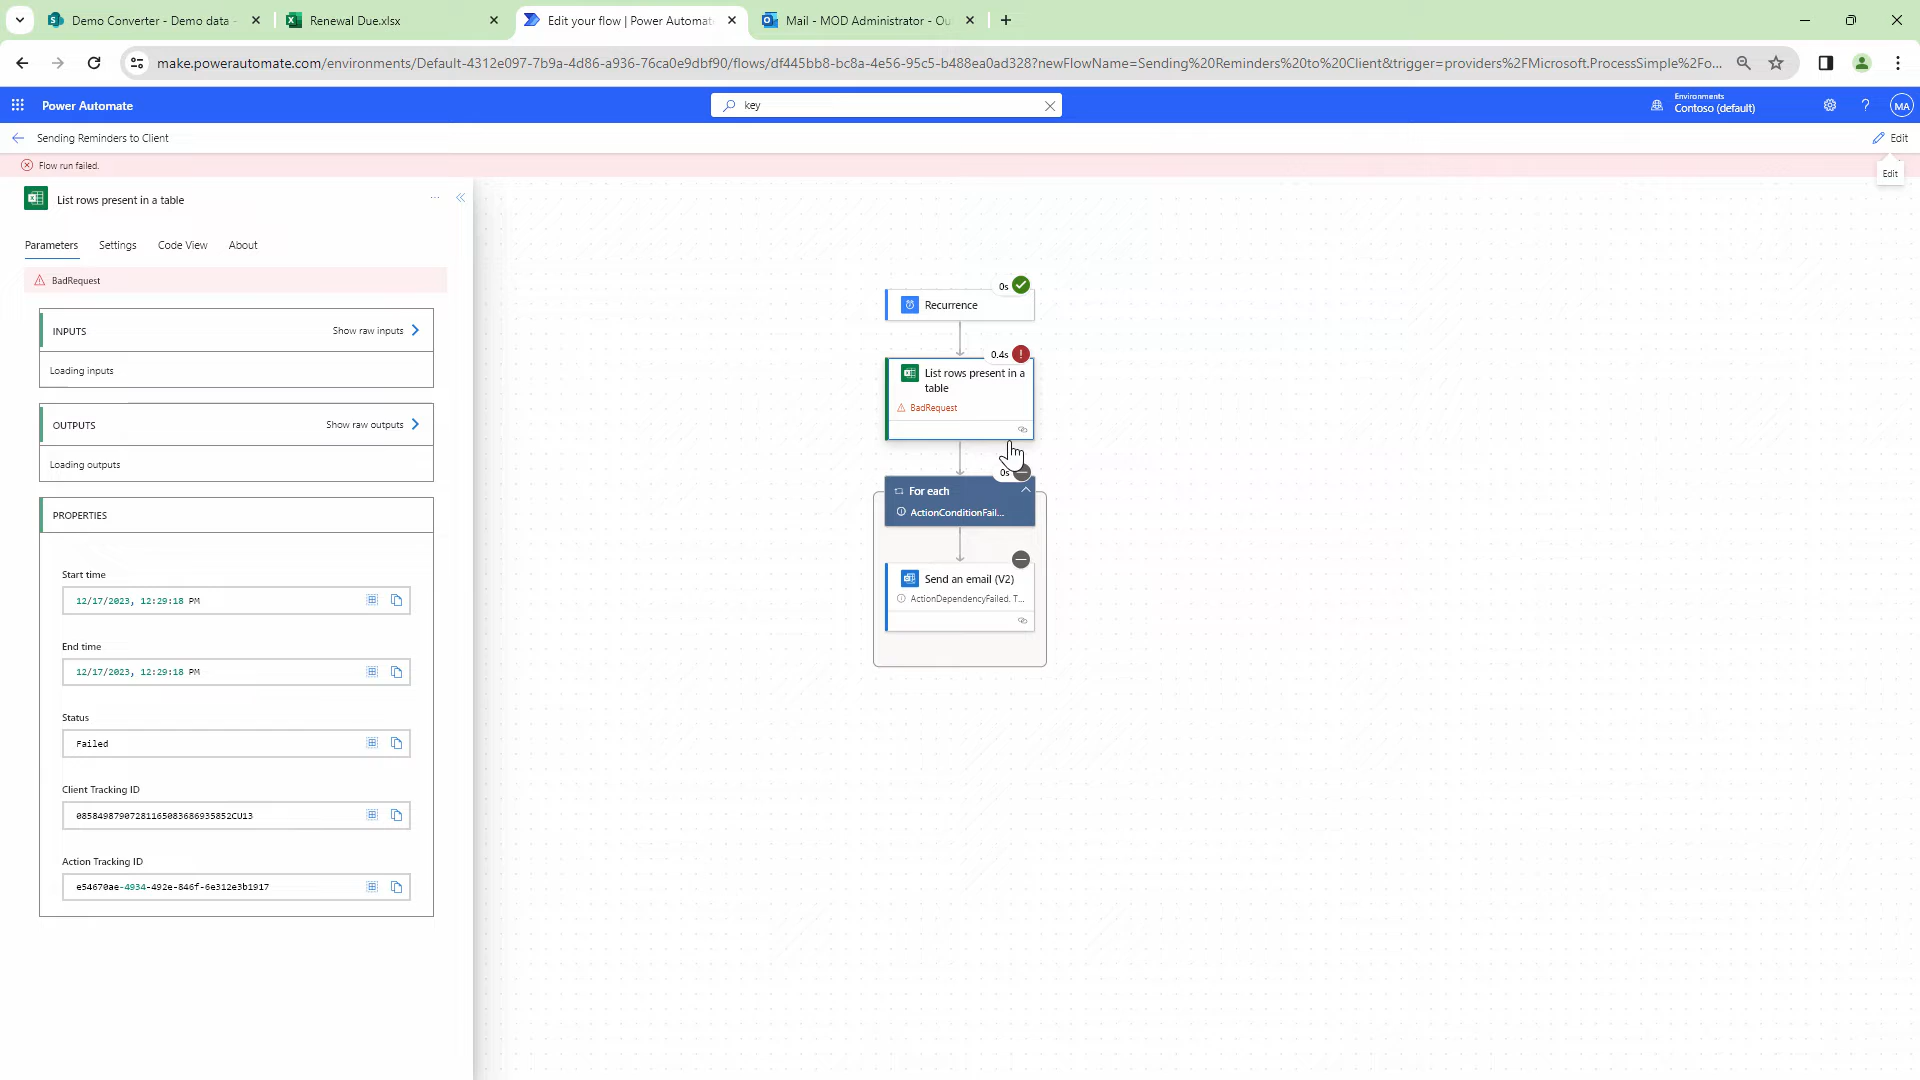 Demo Converter - Demo data -
Renewal Due.xlsx
Edit your flow | Power Automate
Mail - MOD Administrator - Ou
make.powerautomate.com/environments/Default-4312e097-7b9a-4d86-a936-76ca0e9dbf90/flows/df445bb8-bc8a-4e56-95c5-b488ea0ad328?newFlowName=Sending%20Reminders%20to%20Client&trigger=providers%2FMicrosoft.ProcessSimple%2Fo...
Power Automate
key
Environments
Contoso (default)
?
MA
Sending Reminders to Client
Edit
Flow run failed.
Edit
List rows present in a table
Parameters
Settings
Code View
About
BadRequest
INPUTS
Show raw inputs
Loading inputs
OUTPUTS
Show raw outputs
Loading outputs
PROPERTIES
Start time
12/17/2023, 12:29:18 PM
End time
12/17/2023, 12:29:18 PM
Status
Failed
Client Tracking ID
08584987907281165083686935852CU13
Action Tracking ID
e54670ae-4934-492e-846f-6e312e3b1917
0s
Recurrence
0.4s
List rows present in a
table
BadRequest
0s
For each
ActionConditionFail...
Send an email (V2)
ActionDependencyFailed. T...